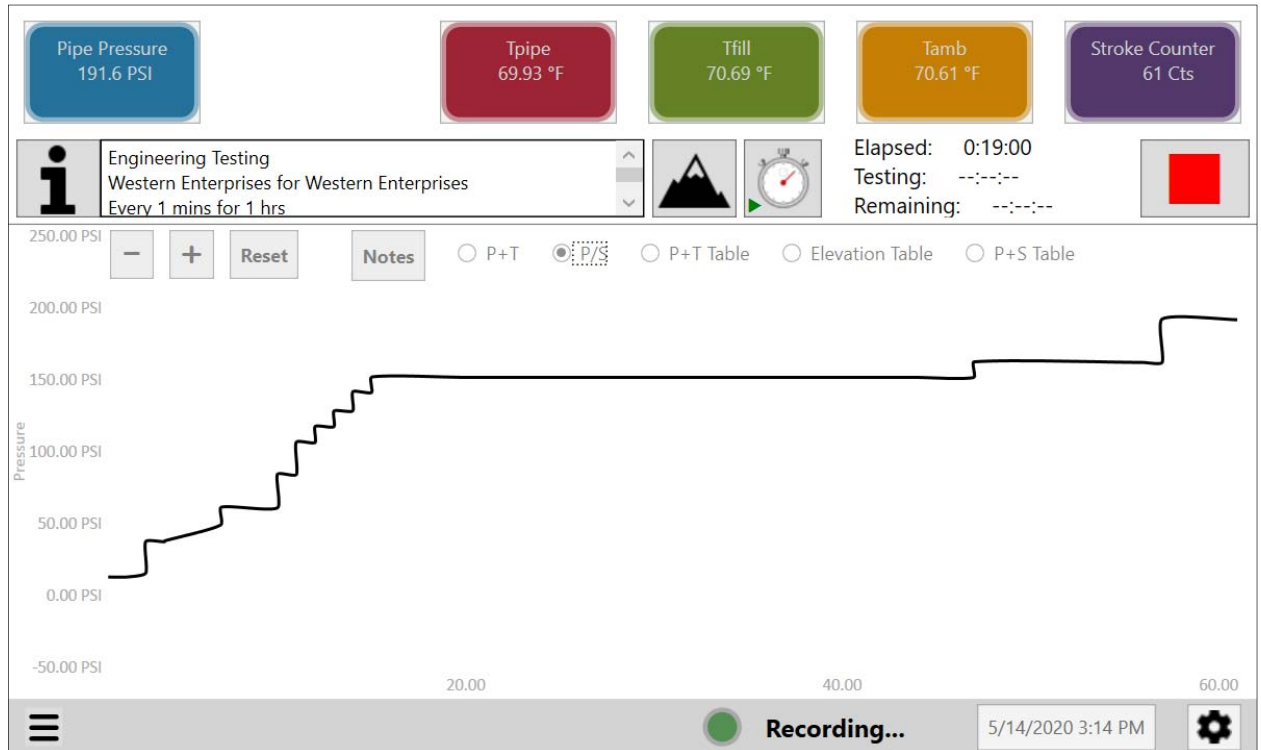 Pipe Pressure
191.6 PSI
Tpipe
69.93 °F
Tfill
70.69 °F
Tamb
70.61 °F
Stroke Counter
61 Cts
Engineering Testing
Western Enterprises for Western Enterprises
Every 1 mins for 1 hrs
Elapsed: 0:19:00
Testing: --:--:--
Remaining: --:--:--
250.00 PSI
− + Reset Notes P+T P/S P+T Table Elevation Table P+S Table
200.00 PSI
150.00 PSI
100.00 PSI
50.00 PSI
0.00 PSI
-50.00 PSI
Pressure
20.00 40.00 60.00
Recording... 5/14/2020 3:14 PM